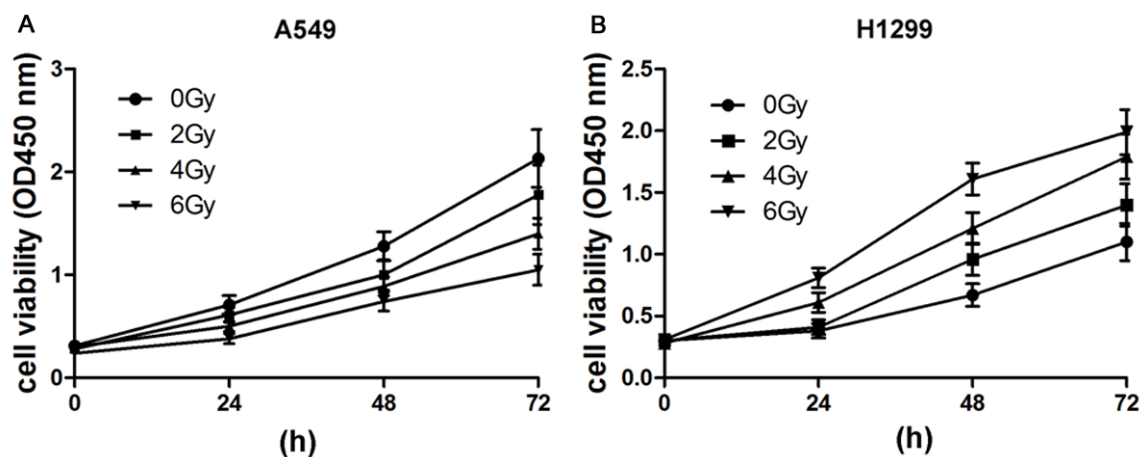 A
A549
cell viability (OD450 nm)
3
2
1
0
0Gy
2Gy
4Gy
6Gy
0 24 48 72
(h)
B
H1299
cell viability (OD450 nm)
2.5
2.0
1.5
1.0
0.5
0.0
0Gy
2Gy
4Gy
6Gy
0 24 48 72
(h)